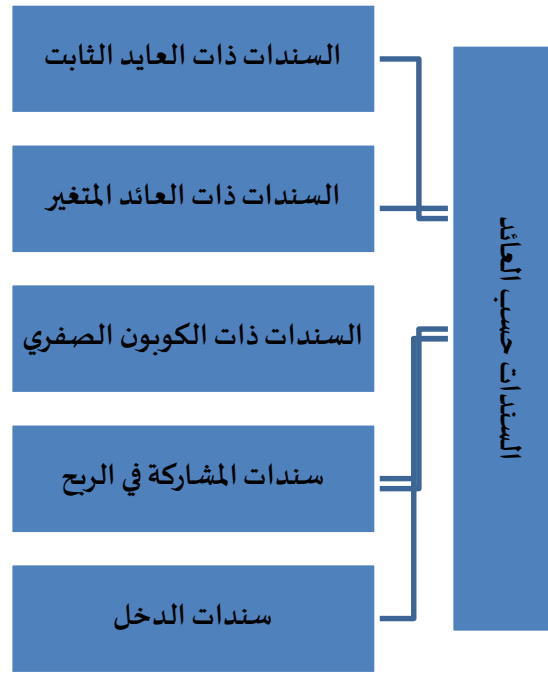 السندات حسب العائد
السندات ذات العايد الثابت
السندات ذات العائد المتغير
السندات ذات الكوبون الصفري
سندات المشاركة في الربح
سندات الدخل